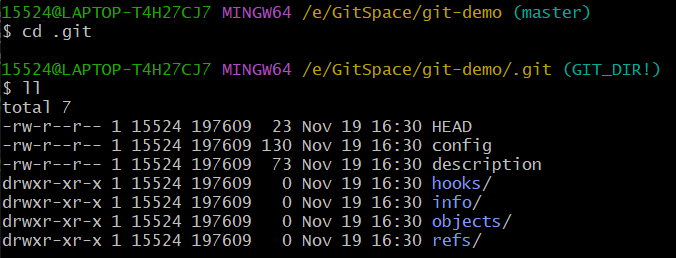 15524@LAPTOP-T4H27CJ7 MINGW64 /e/GitSpace/git-demo (master)
$ cd .git
15524@LAPTOP-T4H27CJ7 MINGW64 /e/GitSpace/git-demo/.git (GIT_DIR!)
$ ll
total 7
-rw-r--r-- 1 15524 197609  23 Nov 19 16:30 HEAD
-rw-r--r-- 1 15524 197609 130 Nov 19 16:30 config
-rw-r--r-- 1 15524 197609  73 Nov 19 16:30 description
drwxr-xr-x 1 15524 197609   0 Nov 19 16:30 hooks/
drwxr-xr-x 1 15524 197609   0 Nov 19 16:30 info/
drwxr-xr-x 1 15524 197609   0 Nov 19 16:30 objects/
drwxr-xr-x 1 15524 197609   0 Nov 19 16:30 refs/